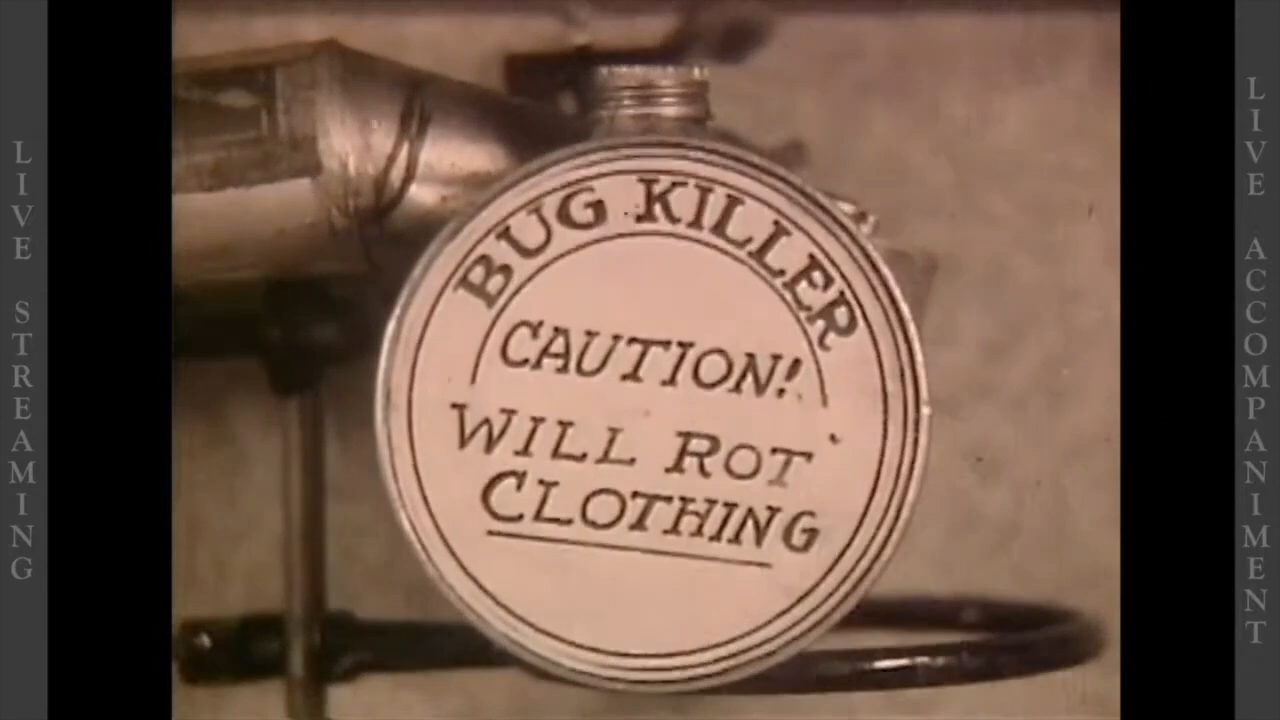 LIVE STREAMING
BUG KILLER
CAUTION!
WILL ROT
CLOTHING
LIVE ACCOMPANIMENT